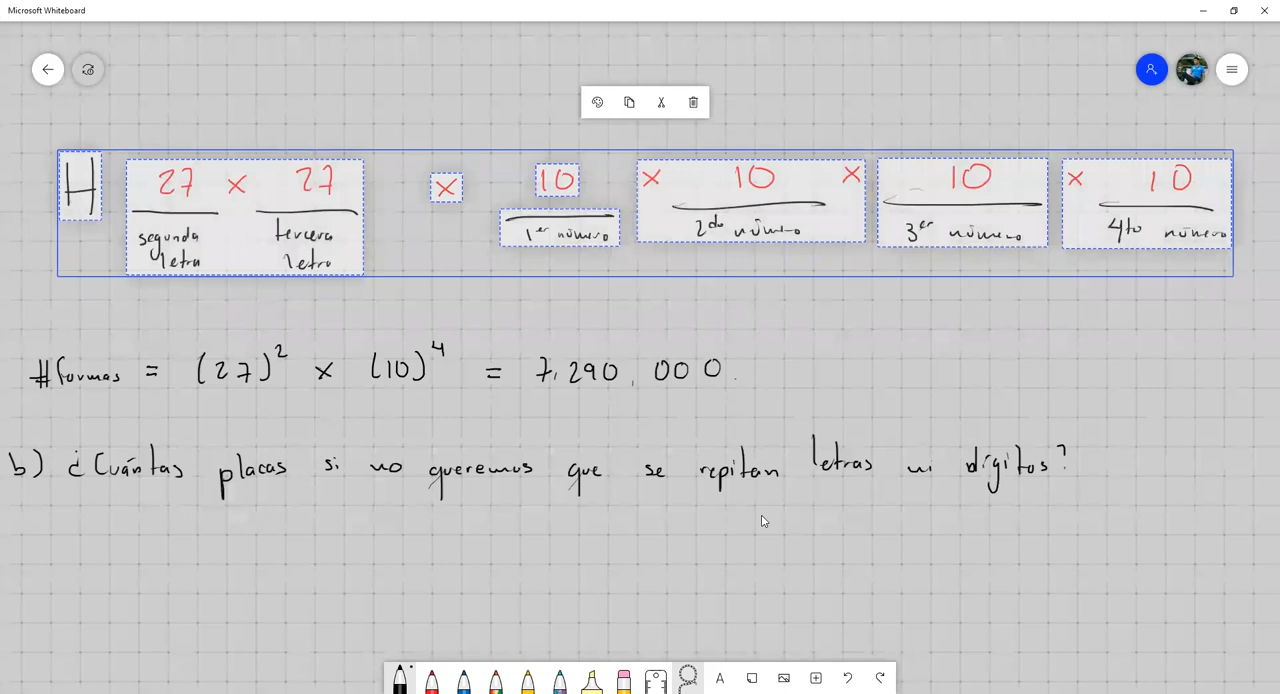 Microsoft Whiteboard
H 27 x 27 x 10 x 10 x 10 x 10
segunda letra tercera letra 1er número 2do número 3er número 4to número
#formas = (27)^2 x (10)^4 = 7,290,000.
b) ¿Cuántas placas si no queremos que se repitan letras ni dígitos?
A